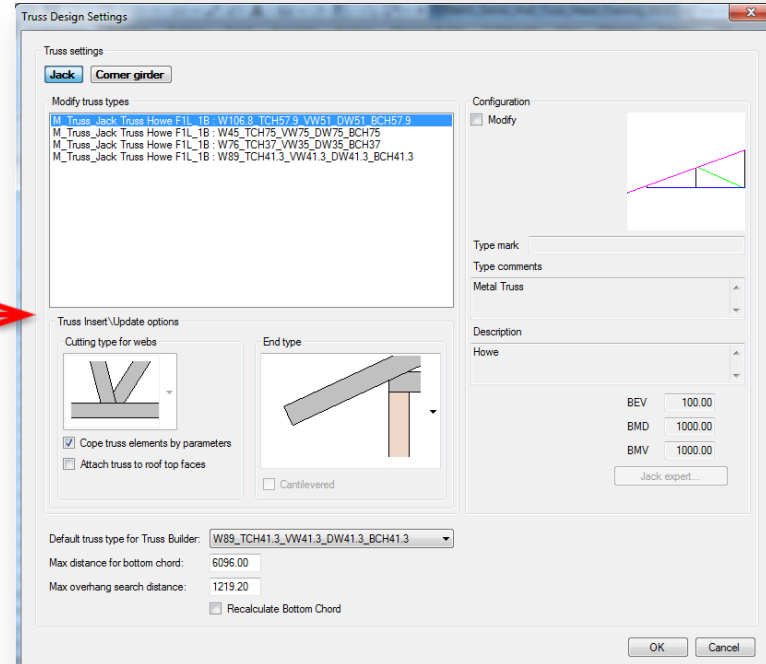 Truss Design Settings
Truss settings
Jack
Corner girder
Modify truss types
M_Truss_Jack Truss Howe F1L_1B : W106.8_TCH57.9_VW51_DW51_BCH57.9
M_Truss_Jack Truss Howe F1L_1B : W45_TCH75_VW75_DW75_BCH75
M_Truss_Jack Truss Howe F1L_1B : W76_TCH37_VW35_DW35_BCH37
M_Truss_Jack Truss Howe F1L_1B : W89_TCH41.3_VW41.3_DW41.3_BCH41.3
Configuration
Modify
Type mark
Type comments
Metal Truss
Description
Howe
BEV 100.00
BMD 1000.00
BMV 1000.00
Jack expert...
Truss Insert\Update options
Cutting type for webs
Cope truss elements by parameters
Attach truss to roof top faces
End type
Cantilevered
Default truss type for Truss Builder: W89_TCH41.3_VW41.3_DW41.3_BCH41.3
Max distance for bottom chord: 6096.00
Max overhang search distance: 1219.20
Recalculate Bottom Chord
OK
Cancel